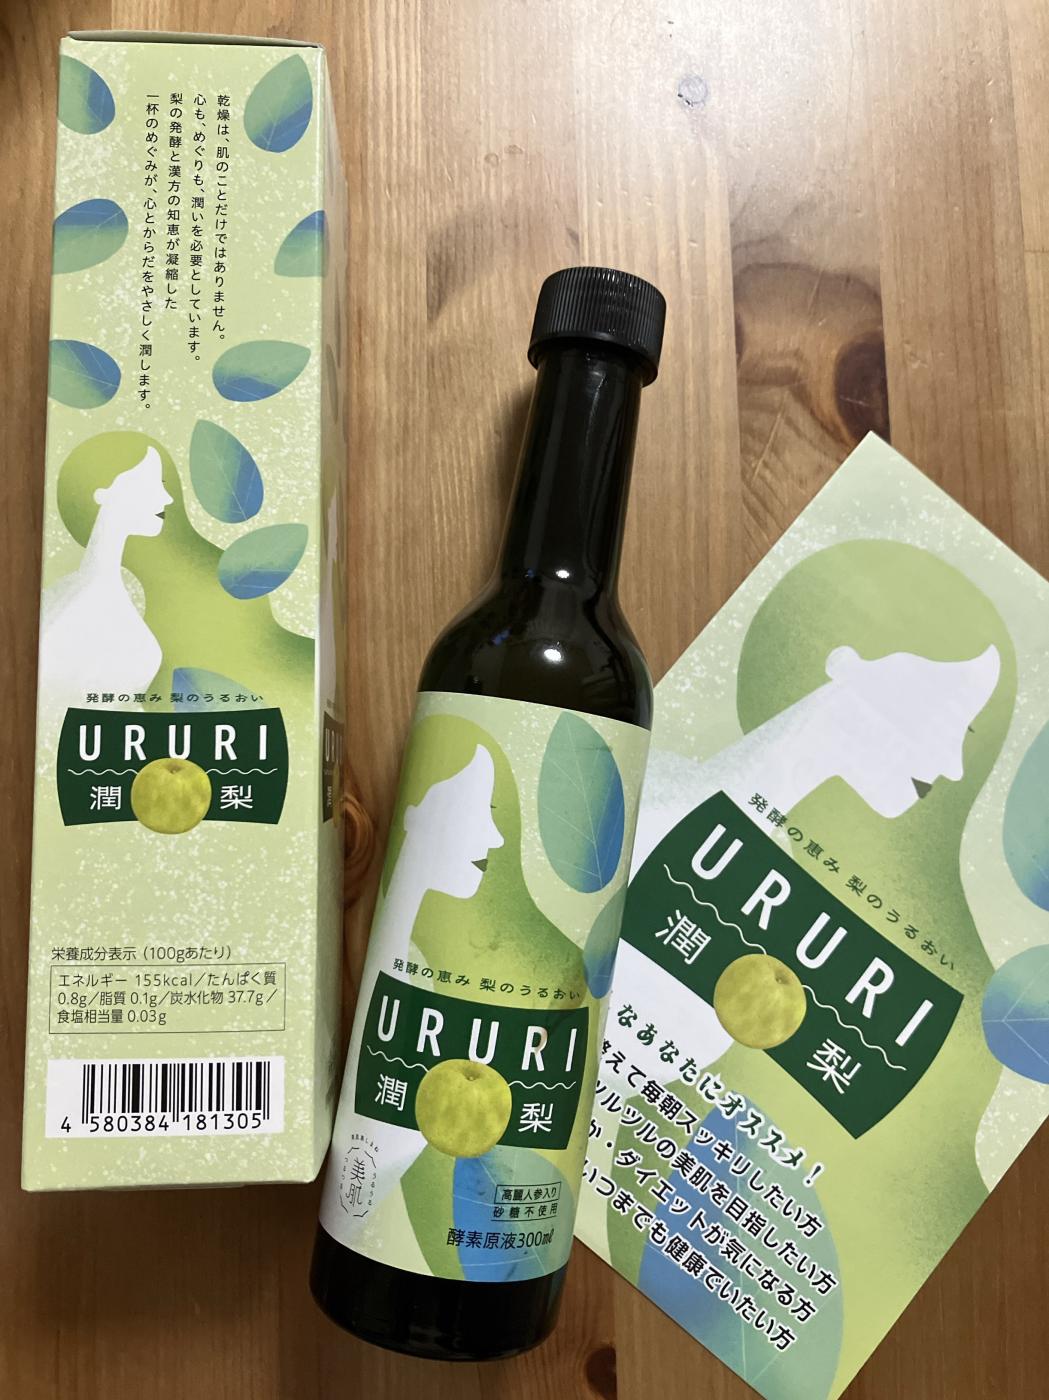 乾燥は、肌のことだけではありません。
心も、めぐりも、潤いを必要としています。
梨の発酵と漢方の知恵が凝縮した
一杯のめぐみが、心とからだをやさしく潤します。
発酵の恵み 梨のうるおい
URURI
潤 梨
栄養成分表示（100gあたり）
エネルギー 155kcal／たんぱく質
0.8g／脂質 0.1g／炭水化物 37.7g／
食塩相当量 0.03g
4 580384 181305
発酵の恵み 梨のうるおい
URURI
潤 梨
美肌
うるうる
つるつる
高麗人参入り
砂糖不使用
酵素原液300ml
発酵の恵み 梨のうるおい
URURI
潤 梨
なあなたにオススメ！
えて毎朝スッキリしたい方
ツルツルの美肌を目指したい方
か・ダイエットが気になる方
いつまでも健康でいたい方